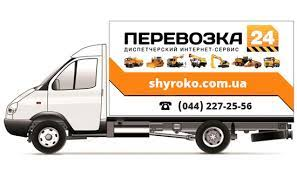 ПЕРЕВОЗКА 24
ДИСПЕТЧЕРСКИЙ ИНТЕРНЕТ-СЕРВИС
shyroko.com.ua
☎ (044) 227-25-56